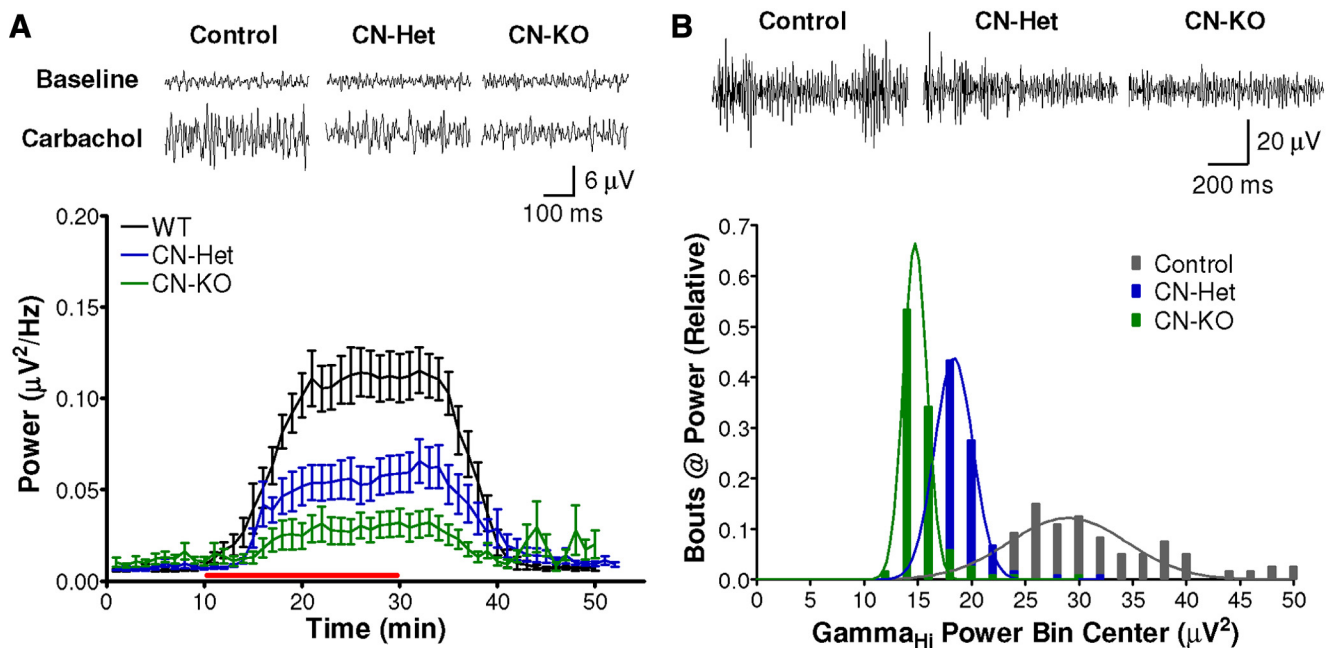 A
Control CN-Het CN-KO
Baseline
Carbachol
6 μV
100 ms
0.20
0.15
0.10
0.05
0.00
Power (μV²/Hz)
WT
CN-Het
CN-KO
0 10 20 30 40 50
Time (min)
B
Control CN-Het CN-KO
20 μV
200 ms
0.7
0.6
0.5
0.4
0.3
0.2
0.1
0.0
Bouts @ Power (Relative)
Control
CN-Het
CN-KO
0 5 10 15 20 25 30 35 40 45 50
Gamma_Hi Power Bin Center (μV²)